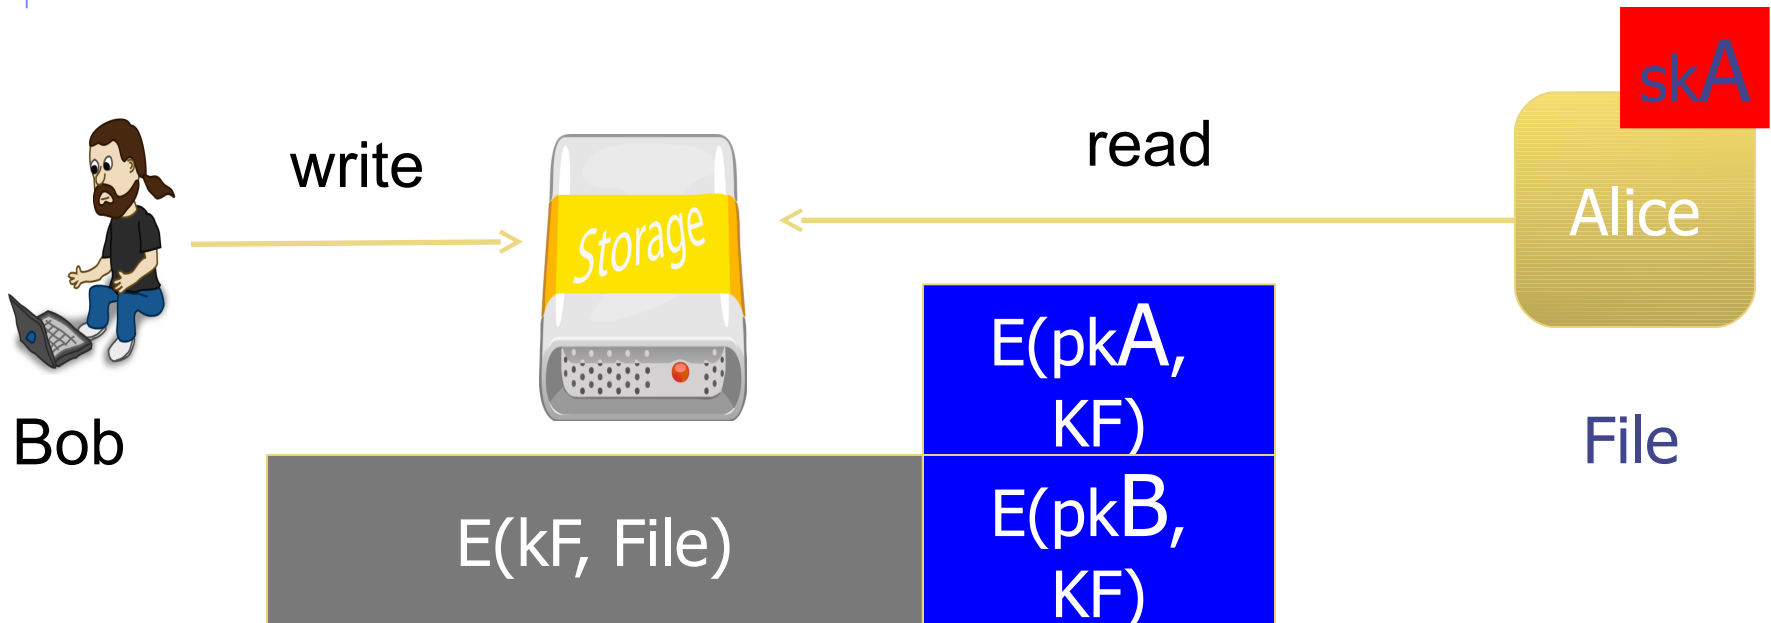 skA
write
read
Storage
Alice
E(pkA,
KF)
Bob
File
E(kF, File)
E(pkB,
KF)